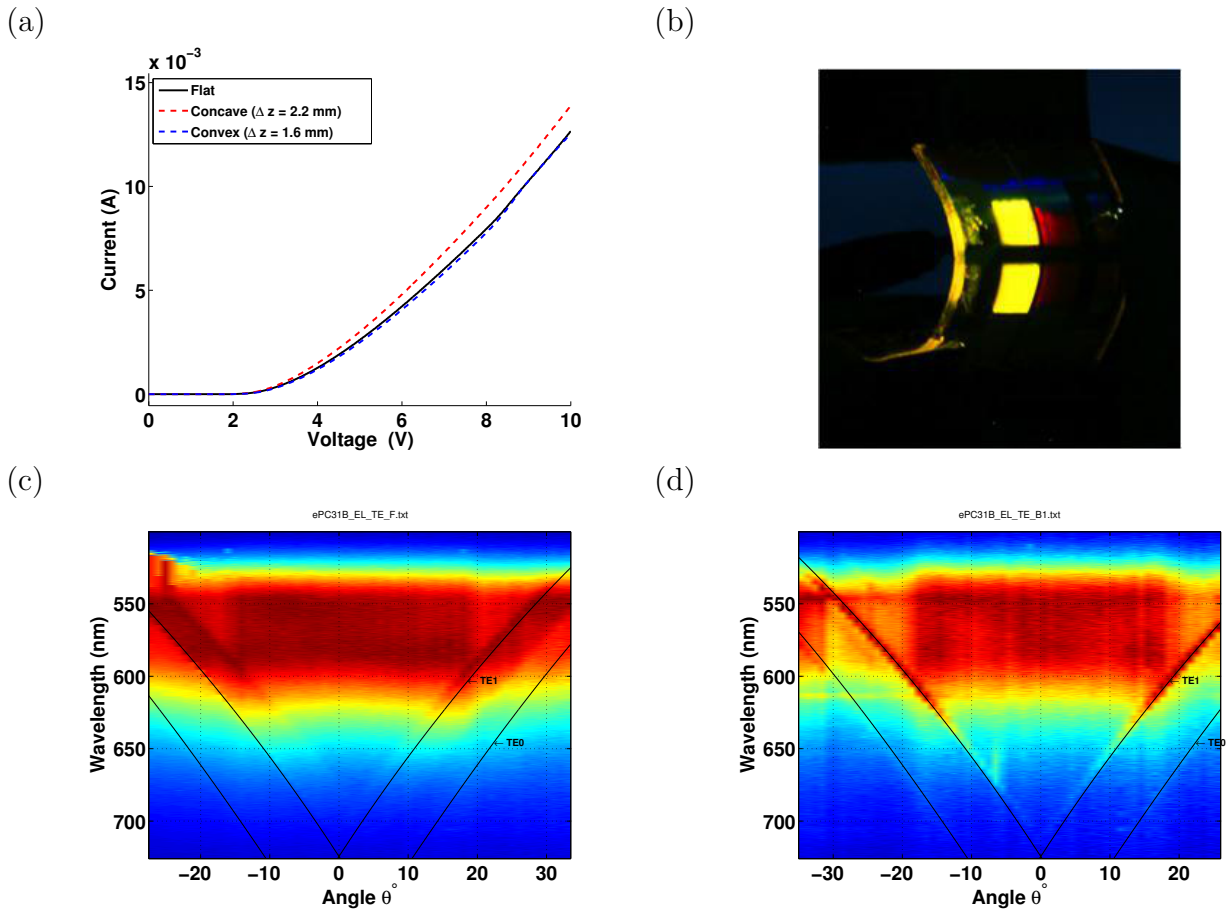 (a)
x 10⁻³
15
10
5
0
Current (A)
Flat
Concave (Δ z = 2.2 mm)
Convex (Δ z = 1.6 mm)
0 2 4 6 8 10
Voltage (V)
(b)
(c)
ePC31B_EL_TE_F.txt
550
600
650
700
Wavelength (nm)
← TE1
← TE0
−20 −10 0 10 20 30
Angle θ°
(d)
ePC31B_EL_TE_B1.txt
550
600
650
700
Wavelength (nm)
← TE1
← TE0
−30 −20 −10 0 10 20
Angle θ°